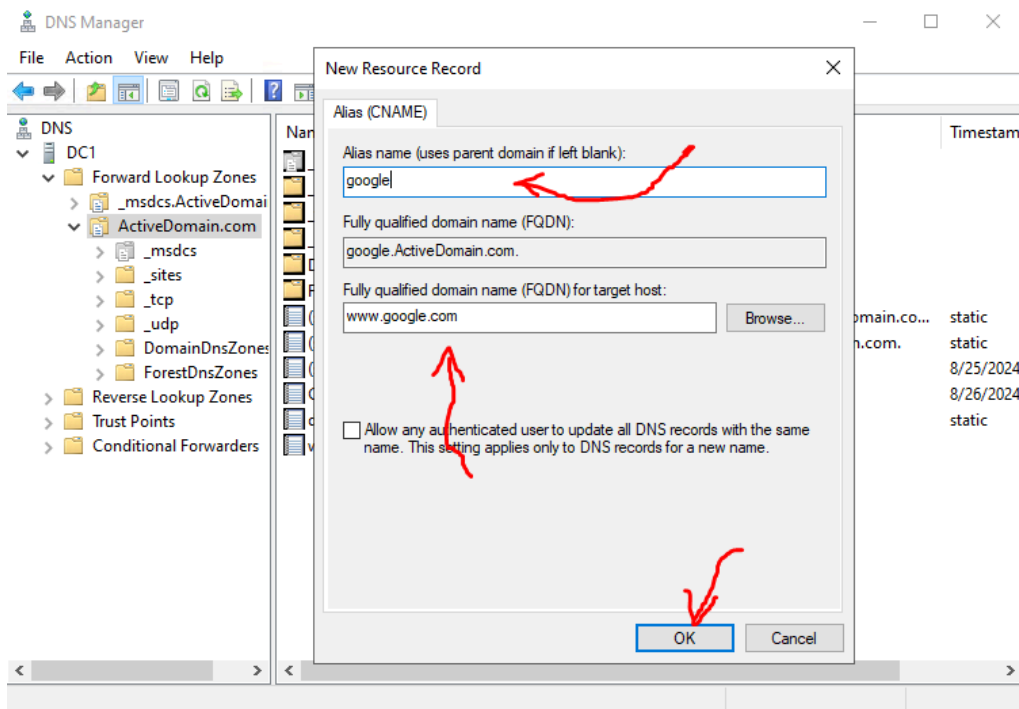 DNS Manager
File Action View Help
DNS
DC1
Forward Lookup Zones
_msdcs.ActiveDomai
ActiveDomain.com
_msdcs
_sites
_tcp
_udp
DomainDnsZones
ForestDnsZones
Reverse Lookup Zones
Trust Points
Conditional Forwarders
Nam
New Resource Record
Alias (CNAME)
Alias name (uses parent domain if left blank):
google
Fully qualified domain name (FQDN):
google.ActiveDomain.com.
Fully qualified domain name (FQDN) for target host:
www.google.com
Browse...
Allow any authenticated user to update all DNS records with the same
name. This setting applies only to DNS records for a new name.
OK Cancel
Timestam
omain.co... static
n.com. static
8/25/2024
8/26/2024
static